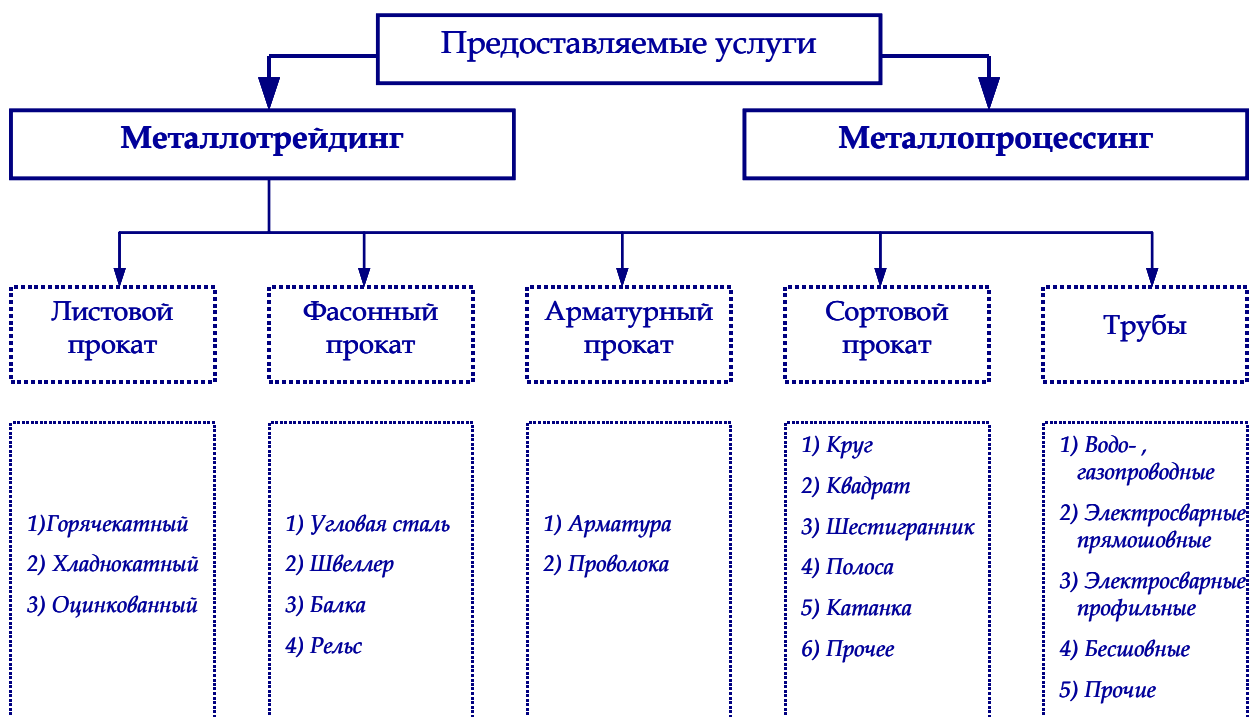 Предоставляемые услуги
Металлотрейдинг
Металлопроцессинг
Листовой
прокат
Фасонный
прокат
Арматурный
прокат
Сортовой
прокат
Трубы
1)Горячекатный
2) Хладнокатный
3) Оцинкованный
1) Угловая сталь
2) Швеллер
3) Балка
4) Рельс
1) Арматура
2) Проволока
1) Круг
2) Квадрат
3) Шестигранник
4) Полоса
5) Катанка
6) Прочее
1) Водо- ,
газопроводные
2) Электросварные
прямошовные
3) Электросварные
профильные
4) Бесшовные
5) Прочие